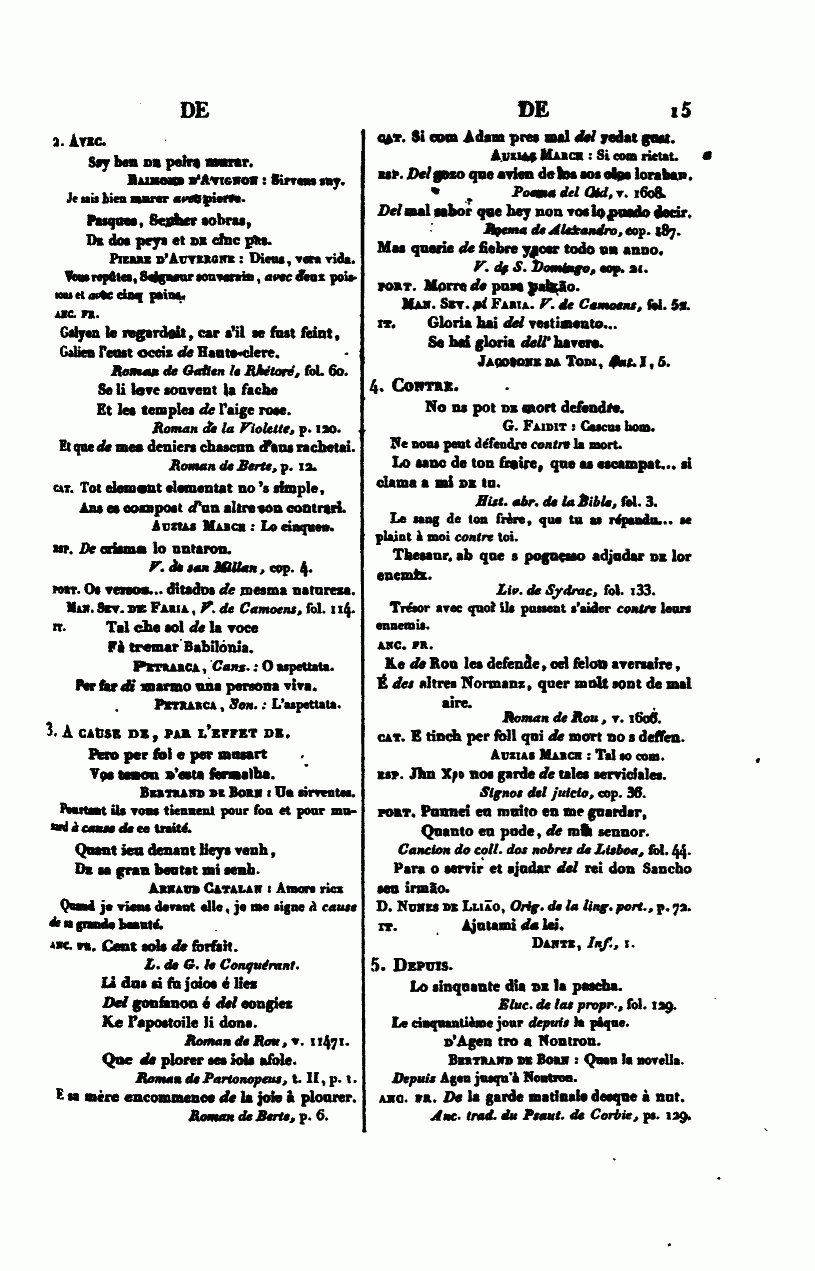 DE
DE 15
2. AVEC.
Sey ben DE peira murar.
RAIMOND D'AVIGNON : Sirvens suy.
Je sais bien murer avec pierre.
Pasques, Segher sobras,
DE dos peys et DE cinc pas.
PIERRE D'AUVERGNE : Dieus, vera vida.
Vous repûtes, Seigneur souverain, avec deux pois-
sons et avec cinq pains.
ANC. FR.
Galyen le regardoit, car s'il se fust feint,
Galien l'eust occiz de Haute-clere.
Roman de Galien le Rhétoré, fol. 60.
Se li love souvent la fache
Et les temples de l'aige rose.
Roman de la Violette, p. 120.
Et que de mes deniers chascun d'aus rachetai.
Roman de Berte, p. 12.
CAT. Tot element elementat no 's simple,
Ans es compost d'un altre son contrari.
AUZIAS MARCH : Lo cinquen.
ESP. De crisma lo untaron.
V. de san Millan, cop. 4.
PORT. Os versos... ditados de mesma natureza.
MAN. SEV. DE FARIA, V. de Camoens, fol. 114.
IT. Tal che sol de la voce
Fà tremar Babilónia.
PETRARCA, Canz. : O aspettata.
Per far di marmo una persona viva.
PETRARCA, Son. : L'aspettata.
3. A CAUSE DE, PAR L'EFFET DE.
Pero per fol e per musart
Vos tenon D'esta fermalha.
BERTRAND DE BORN : Un sirventes.
Pourtant ils vous tiennent pour fou et pour mu-
sard à cause de ce traité.
Quant ieu denant lieys venh,
DE sa gran beutat mi senh.
ARNAUD CATALAN : Amors ricx
Quand je viens devant elle, je me signe à cause
de sa grande beauté.
ANC. FR. Cent sols de forfait.
L. de G. le Conquérant.
Li dus si fu joios é liez
Del gonfanon é del congiez
Ke l'apostoile li dona.
Roman de Rou, v. 11471.
Que de plorer ses iols afole.
Roman de Partonopeus, t. II, p. 1.
E sa mère encommence de la joie à plourer.
Roman de Berte, p. 6.
CAT. Si com Adam pres mal del vedat gust.
AUZIAS MARCH : Si com rietat.
ESP. Del gozo que avien de los sos oios loraban.
Poema del Cid, v. 1608.
Del mal sabor que hey non vos lo puedo decir.
Poema de Alexandro, cop. 187.
Mas querie de fiebre yacer todo un anno.
V. de S. Domingo, cop. 21.
PORT. Morre de pura paixão.
MAN. SEV. DE FARIA. V. de Camoens, fol. 52.
IT. Gloria hai del vestimento...
Se hai gloria dell' havere.
JACOPONE DA TODI, I, 5.
4. CONTRE.
No ns pot DE mort defendre.
G. FAIDIT : Cascus hom.
Ne nous peut défendre contre la mort.
Lo sanc de ton fraire, que as escampat... si
clama a mi DE tu.
Hist. abr. de la Bible, fol. 3.
Le sang de ton frère, que tu as répandu... se
plaint à moi contre toi.
Thesaur. ab que s poguesso adjudar DE lor
enemix.
Liv. de Sydrac, fol. 133.
Trésor avec quoi ils pussent s'aider contre leurs
ennemis.
ANC. FR.
Ke de Rou les defende, cel felon aversaire,
É des altres Normanz, quer mult sont de mal
aire.
Roman de Rou, v. 1606.
CAT. E tinch per foll qui de mort no s deffen.
AUZIAS MARCH : Tal so com.
ESP. Jhn Xpo nos garde de tales serviciales.
Signos del juicio, cop. 36.
PORT. Punnei eu muito en me guardar,
Quanto eu pude, de mia sennor.
Cancion do coll. dos nobres de Lisboa, fol. 44.
Para o servir et ajudar del rei don Sancho
seu irmão.
D. NUNES DE LLIÃO, Orig. de la ling. port., p. 72.
IT. Ajutami da lei.
DANTE, Inf., 1.
5. DEPUIS.
Lo sinquante dia DE la pascha.
Eluc. de las propr., fol. 129.
Le cinquantième jour depuis la pâque.
D'Agen tro a Nontron.
BERTRAND DE BORN : Quan la novella.
Depuis Agen jusqu'à Nontron.
ANC. FR. De la garde matinale desque à nut.
Anc. trad. du Psaut. de Corbie, ps. 129.